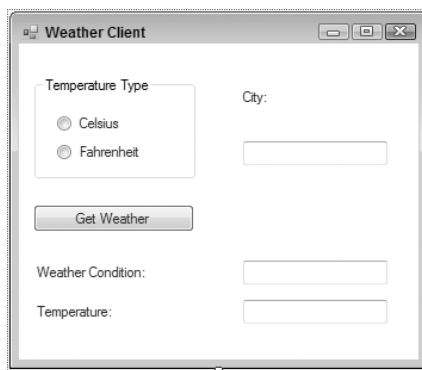 Weather Client
Temperature Type
City:
Celsius
Fahrenheit
Get Weather
Weather Condition:
Temperature: